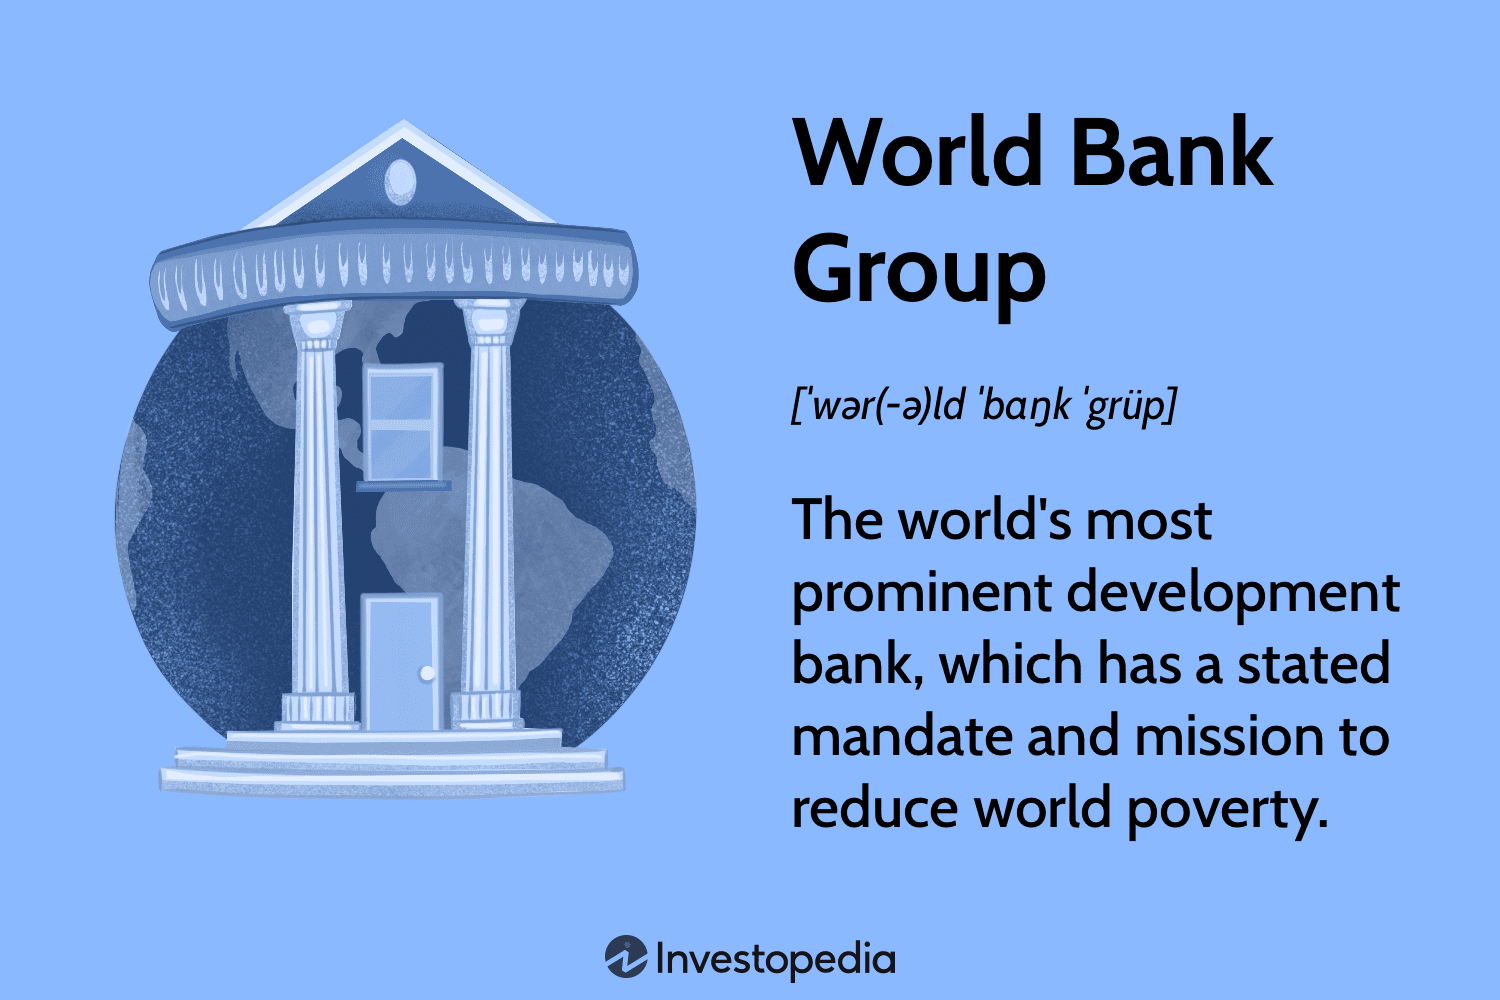 World Bank
Group
[ˈwər(-ə)ld ˈbaŋk ˈgrüp]
The world's most
prominent development
bank, which has a stated
mandate and mission to
reduce world poverty.
Investopedia